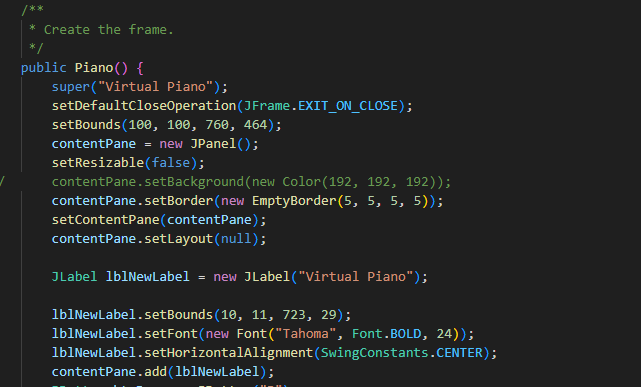 /**
* Create the frame.
*/
public Piano() {
super("Virtual Piano");
setDefaultCloseOperation(JFrame.EXIT_ON_CLOSE);
setBounds(100, 100, 760, 464);
contentPane = new JPanel();
setResizable(false);
/ contentPane.setBackground(new Color(192, 192, 192));
contentPane.setBorder(new EmptyBorder(5, 5, 5, 5));
setContentPane(contentPane);
contentPane.setLayout(null);
JLabel lblNewLabel = new JLabel("Virtual Piano");
lblNewLabel.setBounds(10, 11, 723, 29);
lblNewLabel.setFont(new Font("Tahoma", Font.BOLD, 24));
lblNewLabel.setHorizontalAlignment(SwingConstants.CENTER);
contentPane.add(lblNewLabel);